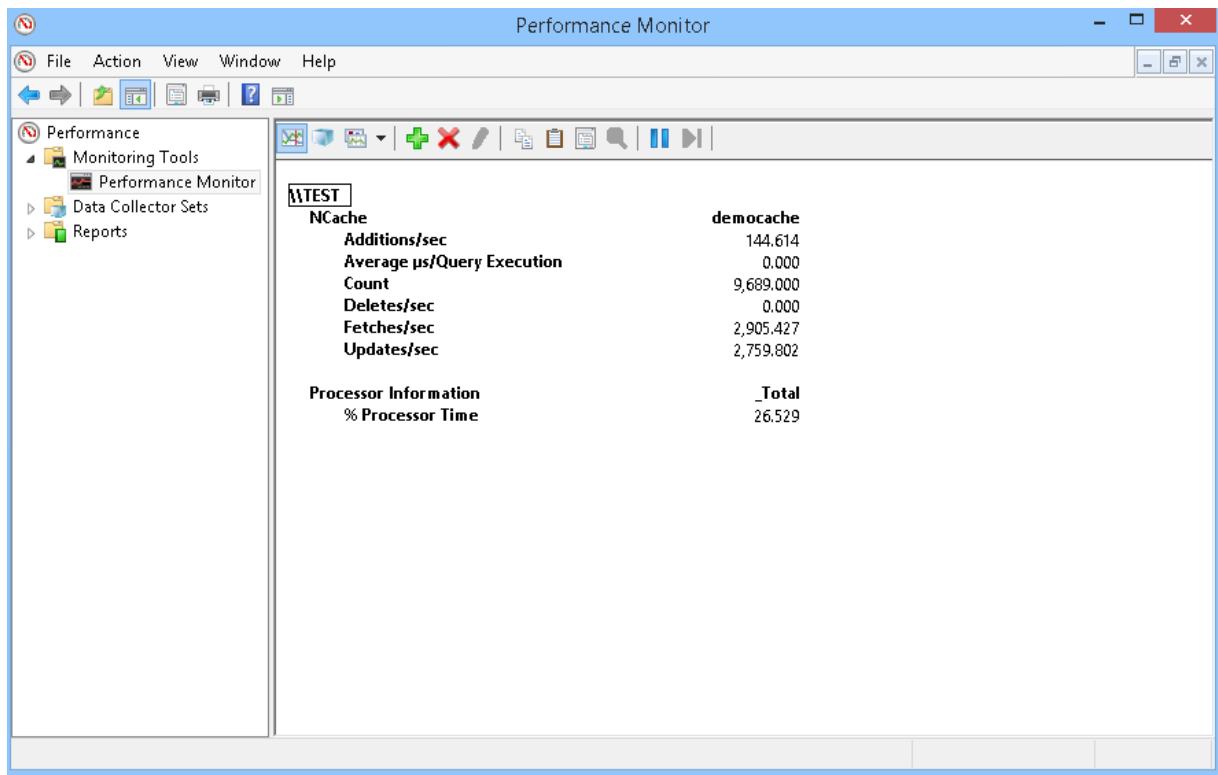 Performance Monitor
File Action View Window Help
Performance
Monitoring Tools
Performance Monitor
Data Collector Sets
Reports
\\TEST
NCache democache
Additions/sec 144.614
Average µs/Query Execution 0.000
Count 9,689.000
Deletes/sec 0.000
Fetches/sec 2,905.427
Updates/sec 2,759.802
Processor Information _Total
% Processor Time 26.529